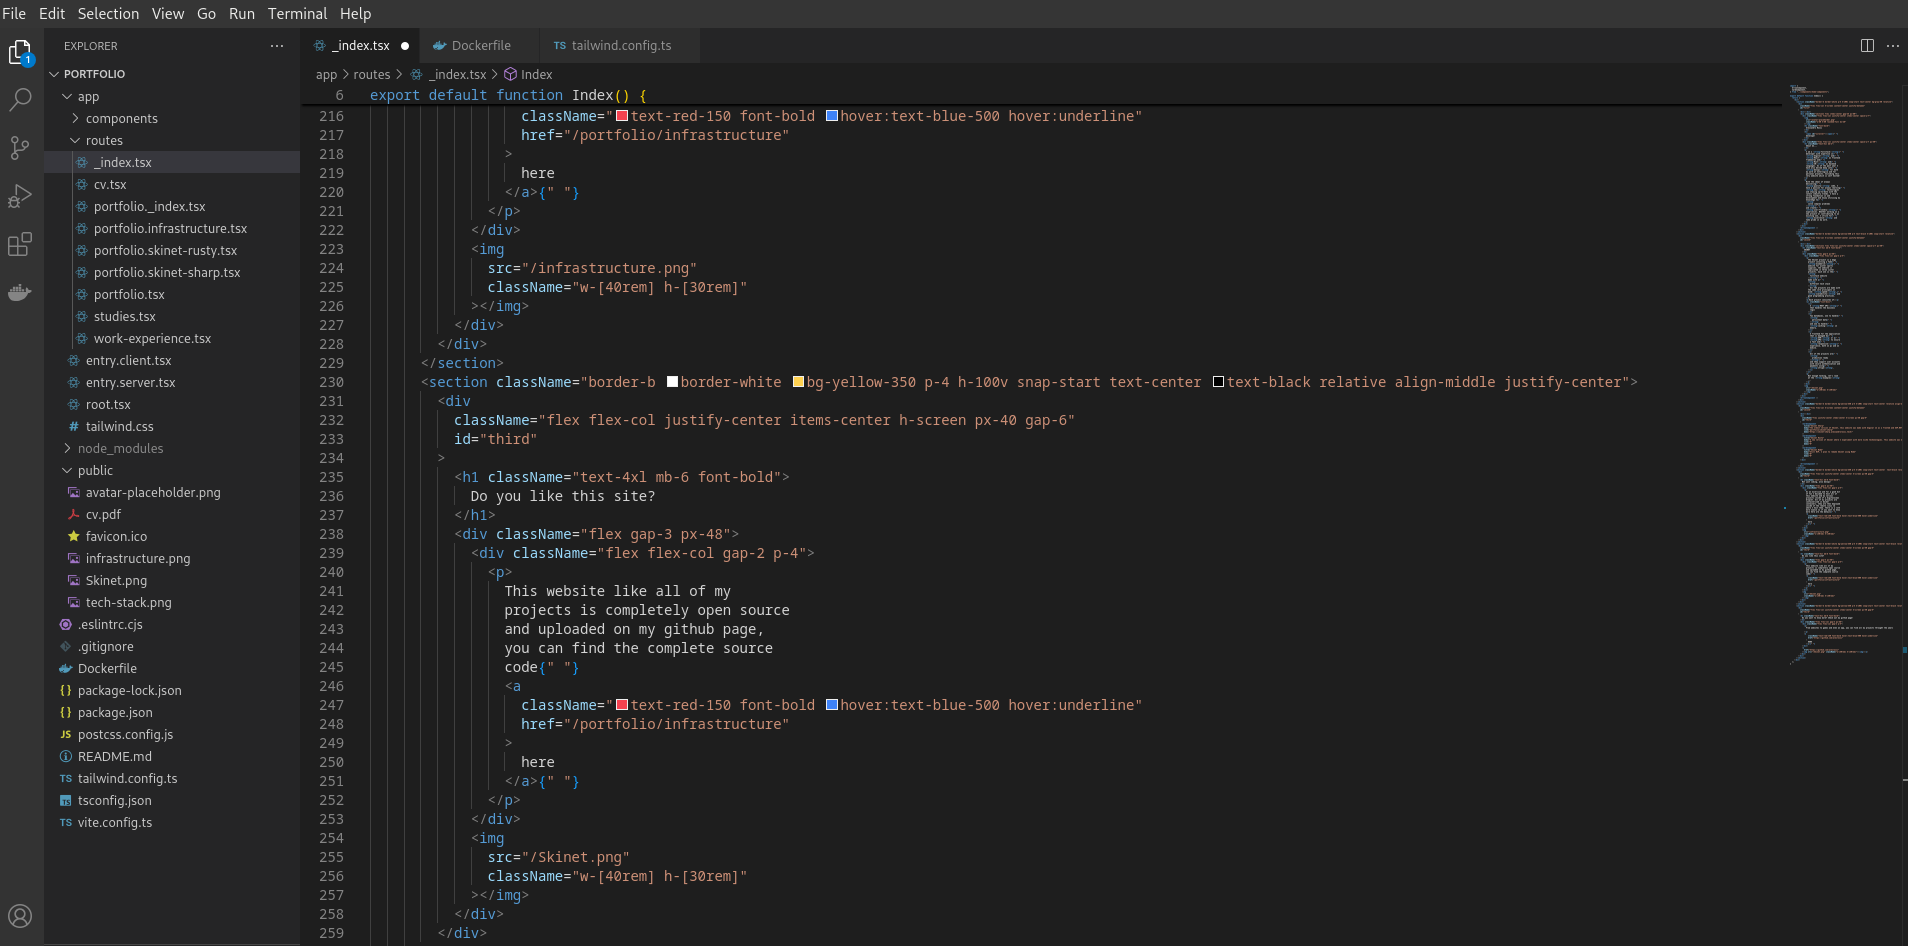 File Edit Selection View Go Run Terminal Help
EXPLORER ···
_index.tsx
Dockerfile
TS tailwind.config.ts
1
PORTFOLIO
app
components
routes
_index.tsx
cv.tsx
portfolio._index.tsx
portfolio.infrastructure.tsx
portfolio.skinet-rusty.tsx
portfolio.skinet-sharp.tsx
portfolio.tsx
studies.tsx
work-experience.tsx
entry.client.tsx
entry.server.tsx
root.tsx
# tailwind.css
node_modules
public
avatar-placeholder.png
cv.pdf
favicon.ico
infrastructure.png
Skinet.png
tech-stack.png
.eslintrc.cjs
.gitignore
Dockerfile
{} package-lock.json
{} package.json
JS postcss.config.js
README.md
TS tailwind.config.ts
TS tsconfig.json
TS vite.config.ts
app > routes > _index.tsx > Index
6 export default function Index() {
216 className="text-red-150 font-bold hover:text-blue-500 hover:underline"
217 href="/portfolio/infrastructure"
218 >
219 here
220 </a>{" "}
221 </p>
222 </div>
223 <img
224 src="/infrastructure.png"
225 className="w-[40rem] h-[30rem]"
226 ></img>
227 </div>
228 </div>
229 </section>
230 <section className="border-b border-white bg-yellow-350 p-4 h-100v snap-start text-center text-black relative align-middle justify-center">
231 <div
232 className="flex flex-col justify-center items-center h-screen px-40 gap-6"
233 id="third"
234 >
235 <h1 className="text-4xl mb-6 font-bold">
236 Do you like this site?
237 </h1>
238 <div className="flex gap-3 px-48">
239 <div className="flex flex-col gap-2 p-4">
240 <p>
241 This website like all of my
242 projects is completely open source
243 and uploaded on my github page,
244 you can find the complete source
245 code{" "}
246 <a
247 className="text-red-150 font-bold hover:text-blue-500 hover:underline"
248 href="/portfolio/infrastructure"
249 >
250 here
251 </a>{" "}
252 </p>
253 </div>
254 <img
255 src="/Skinet.png"
256 className="w-[40rem] h-[30rem]"
257 ></img>
258 </div>
259 </div>